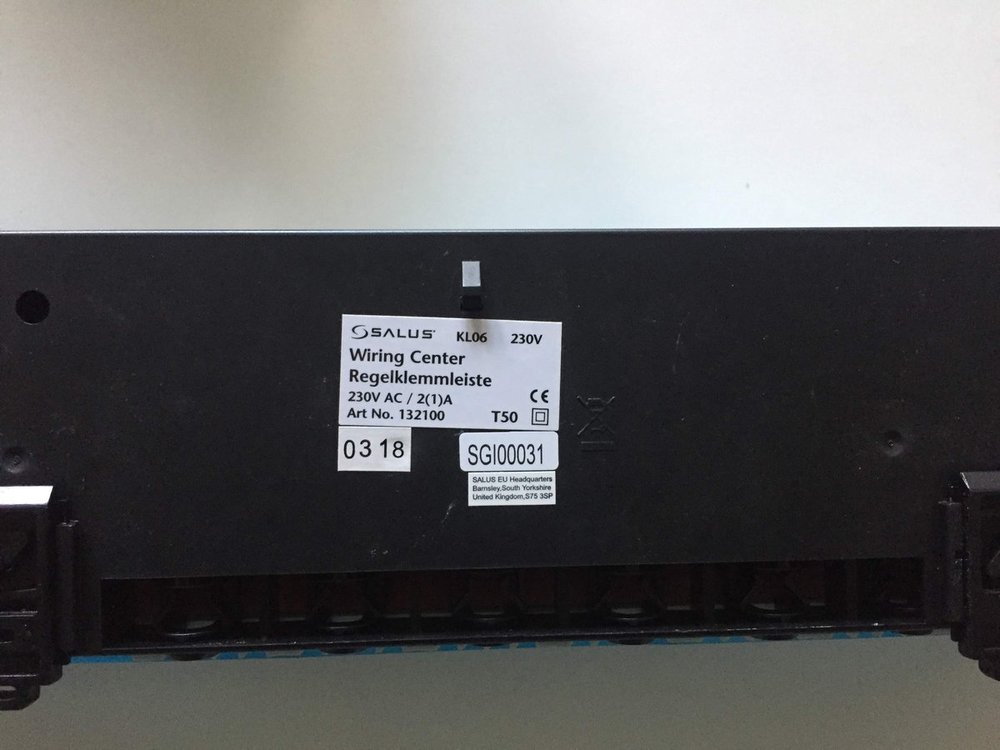 SALUS KL06 230V
Wiring Center
Regelklemmleiste
230V AC / 2(1)A CE
Art No. 132100 T50
03 18
SGI00031
SALUS EU Headquarters
Barnsley,South Yorkshire
United Kingdom,S75 3SP